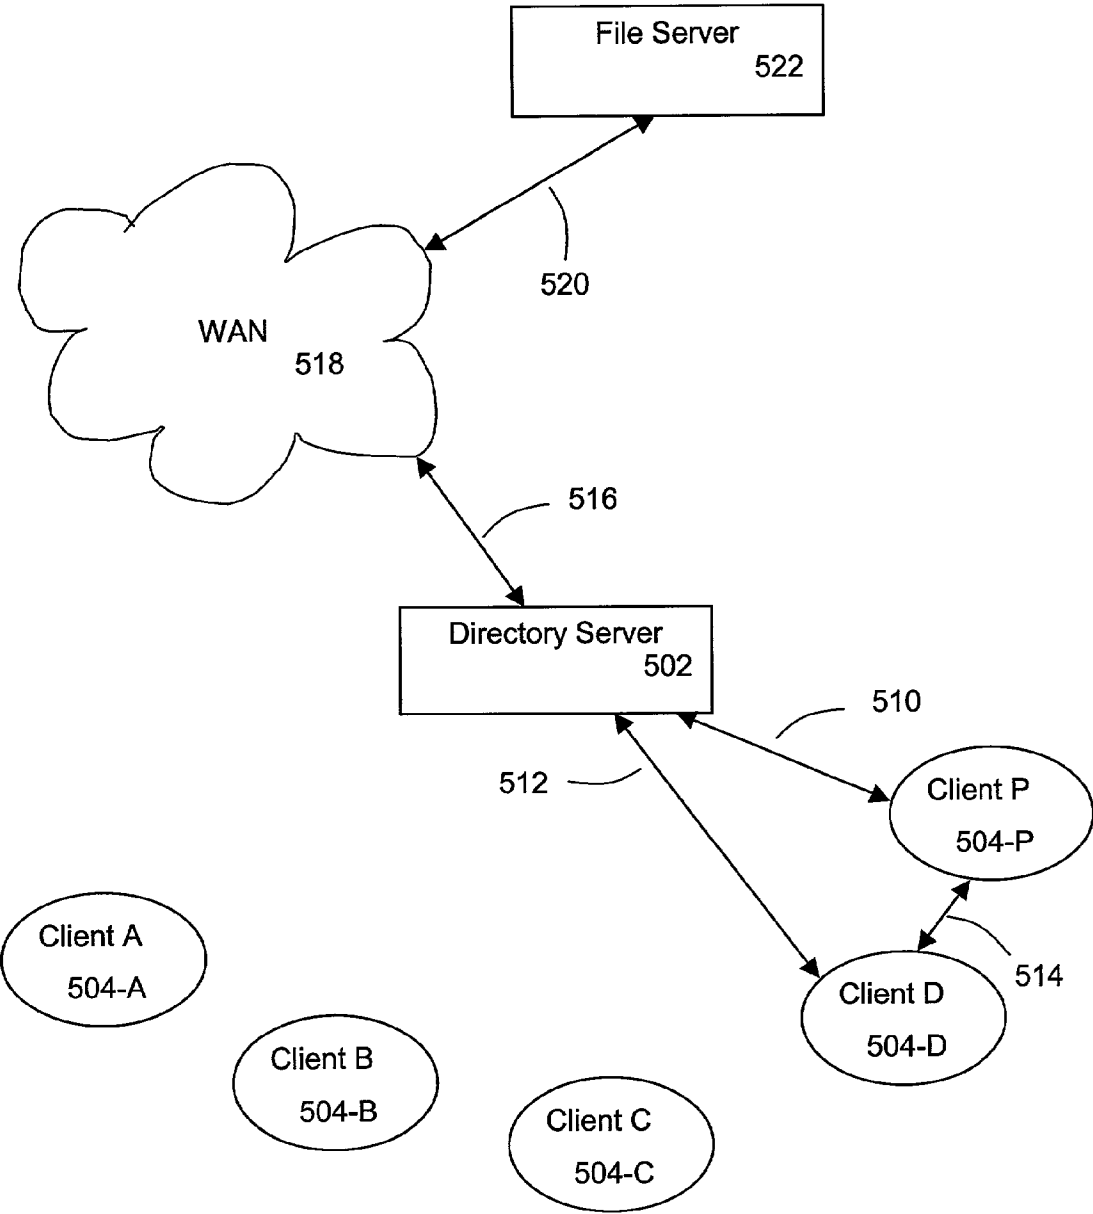 File Server
522
520
WAN
518
516
Directory Server
502
510
512
Client P
504-P
Client A
504-A
514
Client D
504-D
Client B
504-B
Client C
504-C